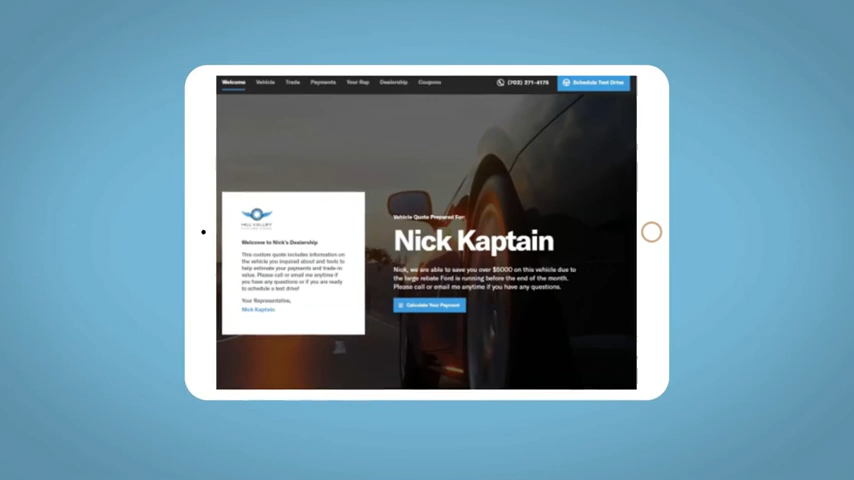 Welcome Vehicle Trade Payments Your Rep Dealership Coupons (702) 271-4175 Schedule Test Drive
HILL VALLEY
Welcome to Nick's Dealership
This custom quote includes information on
the vehicle you inquired about and tools to
help estimate your payments and trade-in
value. Please call or email me anytime if
you have any questions or if you are ready
to schedule a test drive!
Your Representative,
Nick Kaptain
Vehicle Quote Prepared For:
Nick Kaptain
Nick, we are able to save you over $6000 on this vehicle due to
the large rebate Ford is running before the end of the month.
Please call or email me anytime if you have any questions.
Calculate Your Payment